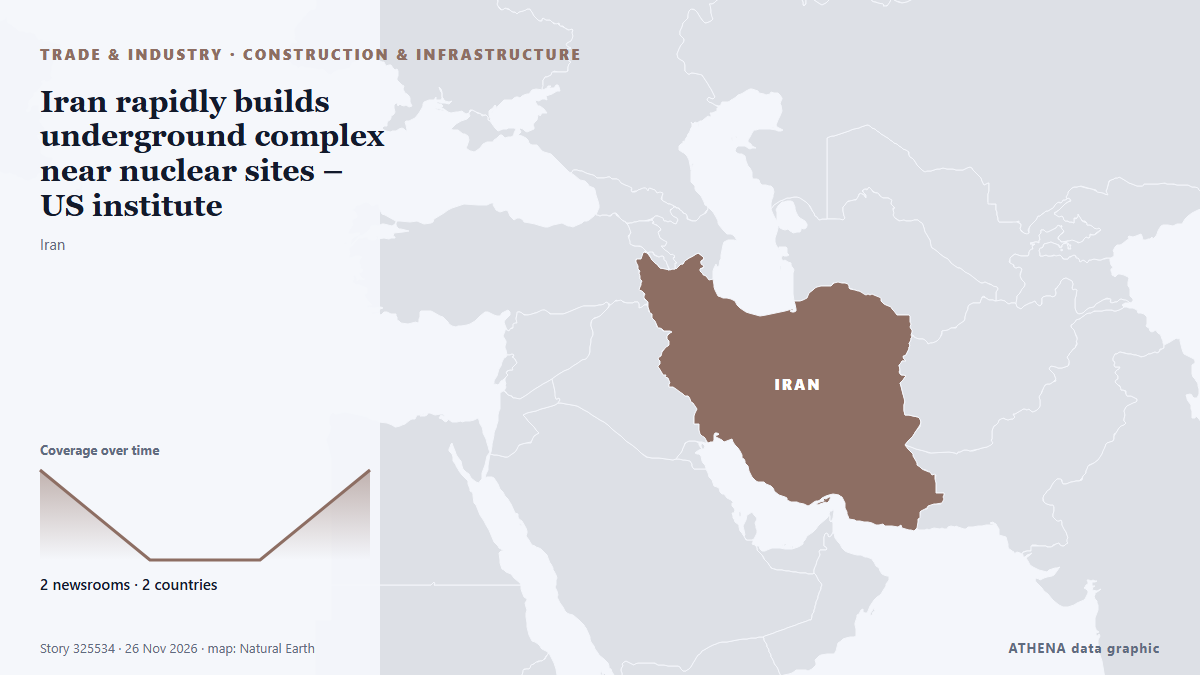 TRADE & INDUSTRY · CONSTRUCTION & INFRASTRUCTURE
Iran rapidly builds
underground complex
near nuclear sites –
US institute
Iran
IRAN
Coverage over time
2 newsrooms · 2 countries
Story 325534 · 26 Nov 2026 · map: Natural Earth
ATHENA data graphic